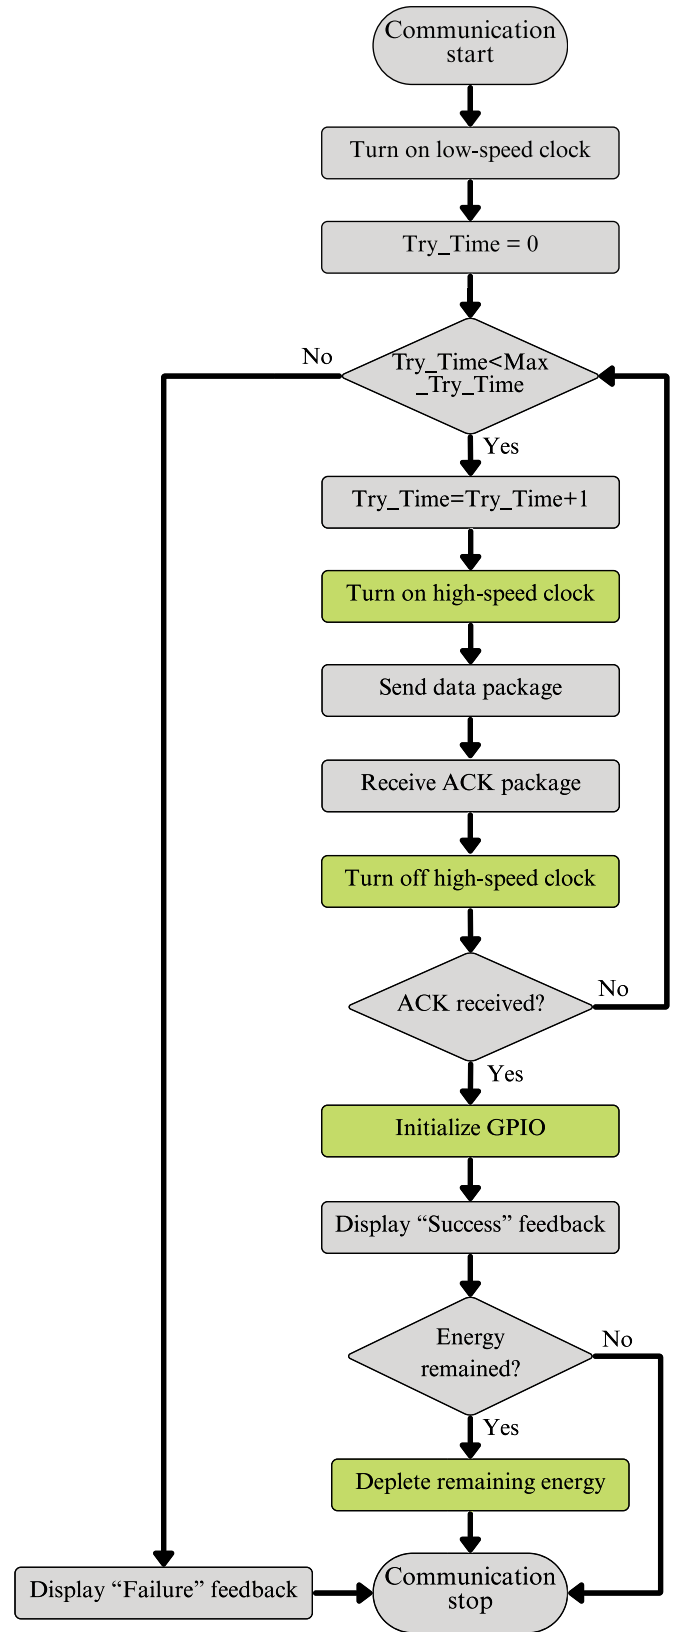 Communication
start
Turn on low-speed clock
Try_Time = 0
No
Try_Time<Max
_Try_Time
Yes
Try_Time=Try_Time+1
Turn on high-speed clock
Send data package
Receive ACK package
Turn off high-speed clock
ACK received?
No
Yes
Initialize GPIO
Display “Success” feedback
Energy
remained?
No
Yes
Deplete remaining energy
Display “Failure” feedback
Communication
stop